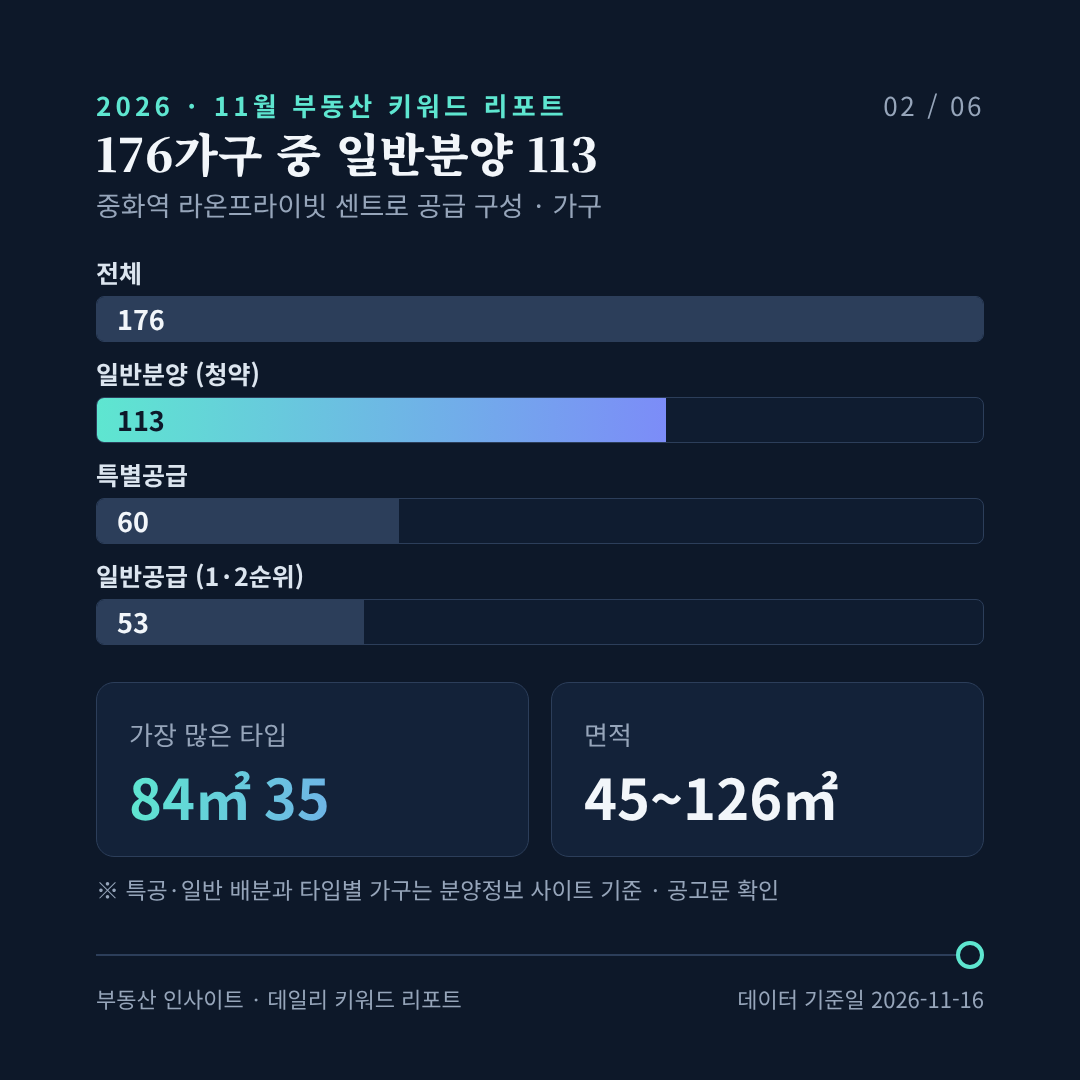 2026 · 11월 부동산 키워드 리포트
02 / 06
176가구 중 일반분양 113
중화역 라온프라이빗 센트로 공급 구성 · 가구
전체
176
일반분양 (청약)
113
특별공급
60
일반공급 (1·2순위)
53
가장 많은 타입
84㎡ 35
면적
45~126㎡
※ 특공·일반 배분과 타입별 가구는 분양정보 사이트 기준 · 공고문 확인
부동산 인사이트 · 데일리 키워드 리포트
데이터 기준일 2026-11-16